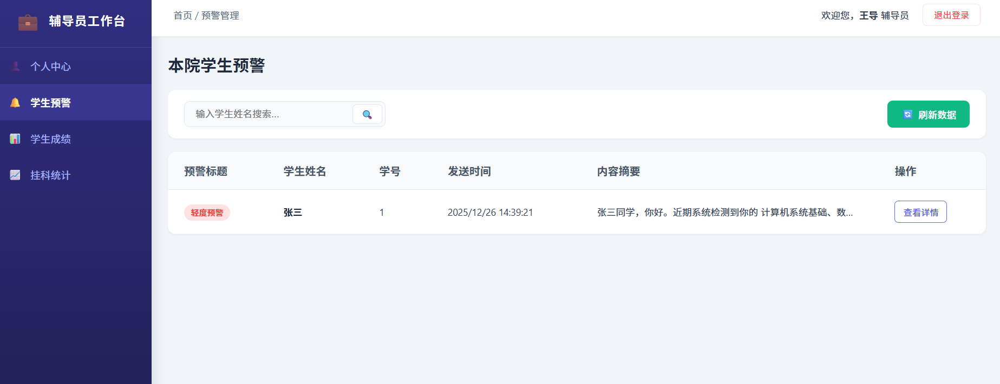 辅导员工作台
个人中心
学生预警
学生成绩
挂科统计
首页 / 预警管理
欢迎您，王导 辅导员
退出登录
本院学生预警
输入学生姓名搜索...
刷新数据
预警标题 学生姓名 学号 发送时间 内容摘要 操作
轻度预警 张三 1 2025/12/26 14:39:21 张三同学，你好。近期系统检测到你的 计算机系统基础、数... 查看详情